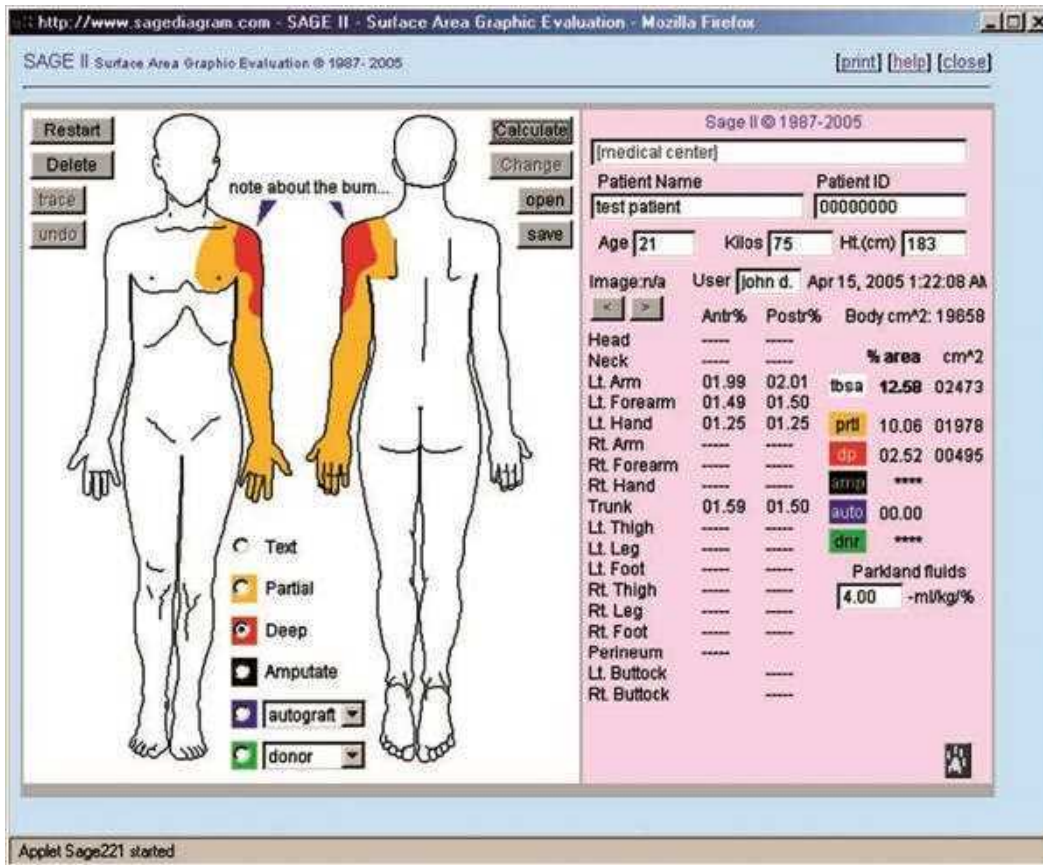 http://www.sagediagram.com - SAGE II - Surface Area Graphic Evaluation - Mozilla Firefox
SAGE II Surface Area Graphic Evaluation © 1987- 2005
[print] [help] [close]
Restart
Delete
trace
undo
note about the burn...
Calculate
Change
open
save
Text
Partial
Deep
Amputate
autograft
donor
Sage II © 1987-2005
[medical center]
Patient Name Patient ID
test patient 00000000
Age 21 Kilos 75 Ht.(cm) 183
Image:n/a User john d. Apr 15, 2005 1:22:08 AM
< >
Antr% Postr% Body cm^2: 19658
Head ----- -----
Neck ----- -----
Lt. Arm 01.99 02.01
Lt. Forearm 01.49 01.50
Lt. Hand 01.25 01.25
Rt. Arm ----- -----
Rt. Forearm ----- -----
Rt. Hand ----- -----
Trunk 01.59 01.50
Lt. Thigh ----- -----
Lt. Leg ----- -----
Lt. Foot ----- -----
Rt. Thigh ----- -----
Rt. Leg ----- -----
Rt. Foot ----- -----
Perineum -----
Lt. Buttock -----
Rt. Buttock -----
% area cm^2
tbsa 12.58 02473
prtl 10.06 01978
dp 02.52 00495
amp ****
auto 00.00
dnr ****
Parkland fluids
4.00 -ml/kg/%
Applet Sage221 started